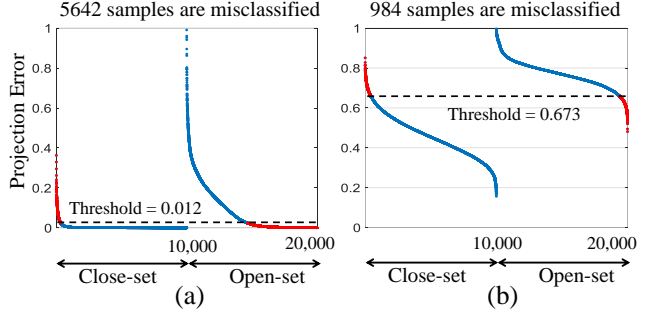 5642 samples are misclassified
984 samples are misclassified
Projection Error
1
0.8
0.6
0.4
0.2
0
Threshold = 0.012
10,000
20,000
Close-set
Open-set
(a)
1
0.8
0.6
0.4
0.2
0
Threshold = 0.673
10,000
20,000
Close-set
Open-set
(b)